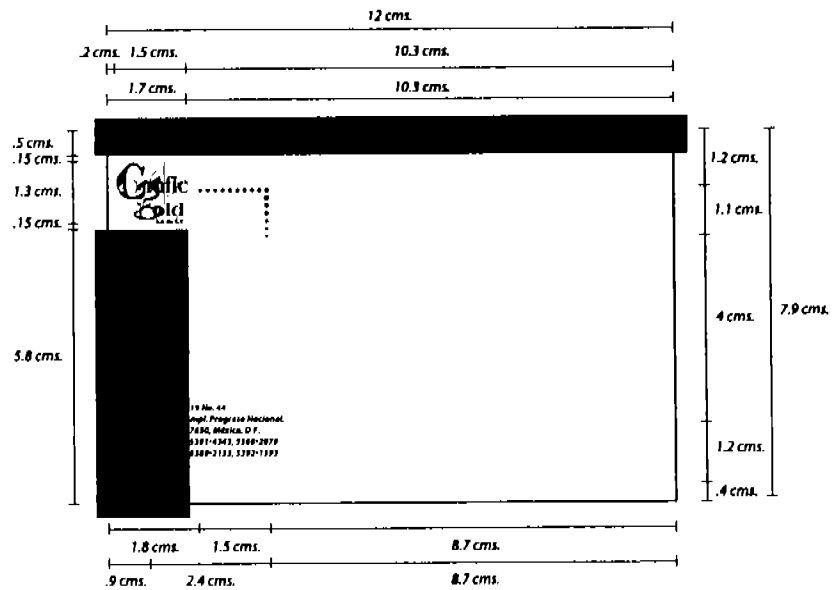 12 cms.
.2 cms. 1.5 cms. 10.3 cms.
1.7 cms. 10.3 cms.
.5 cms.
.15 cms.
1.3 cms.
.15 cms.
5.8 cms.
Grafic
gold
1.2 cms.
1.1 cms.
4 cms.
7.9 cms.
1.2 cms.
.4 cms.
19 No. 44
mpl. Progreso Nacional.
7650, México, D F.
1.8 cms. 1.5 cms. 8.7 cms.
.9 cms. 2.4 cms. 8.7 cms.